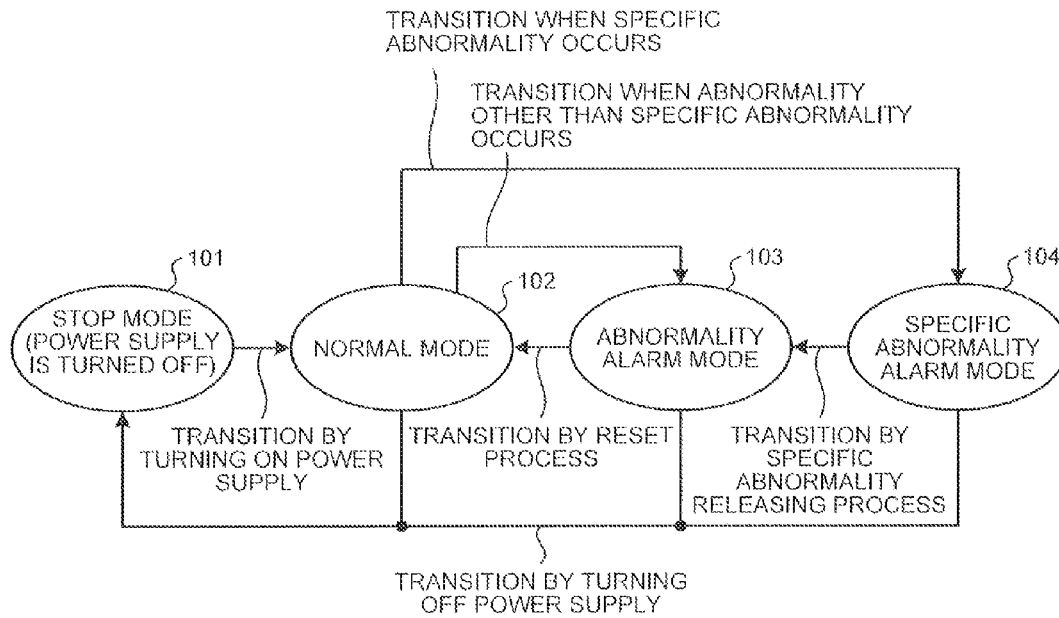 TRANSITION WHEN SPECIFIC
ABNORMALITY OCCURS
TRANSITION WHEN ABNORMALITY
OTHER THAN SPECIFIC ABNORMALITY
OCCURS
101
STOP MODE
(POWER SUPPLY
IS TURNED OFF)
102
NORMAL MODE
103
ABNORMALITY
ALARM MODE
104
SPECIFIC
ABNORMALITY
ALARM MODE
TRANSITION BY
TURNING ON POWER
SUPPLY
TRANSITION BY RESET
PROCESS
TRANSITION BY
SPECIFIC
ABNORMALITY
RELEASING PROCESS
TRANSITION BY TURNING
OFF POWER SUPPLY